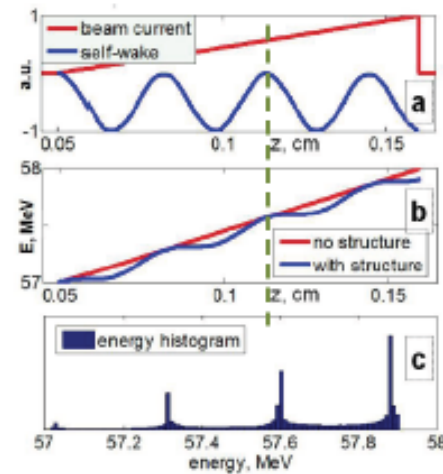 1
beam current
self-wake
a.u.
a
-1
0.05
0.1
z, cm
0.15
58
E, MeV
b
no structure
with structure
57
0.05
0.1
z, cm
0.15
energy histogram
c
57
57.2
57.4
57.6
57.8
58
energy, MeV